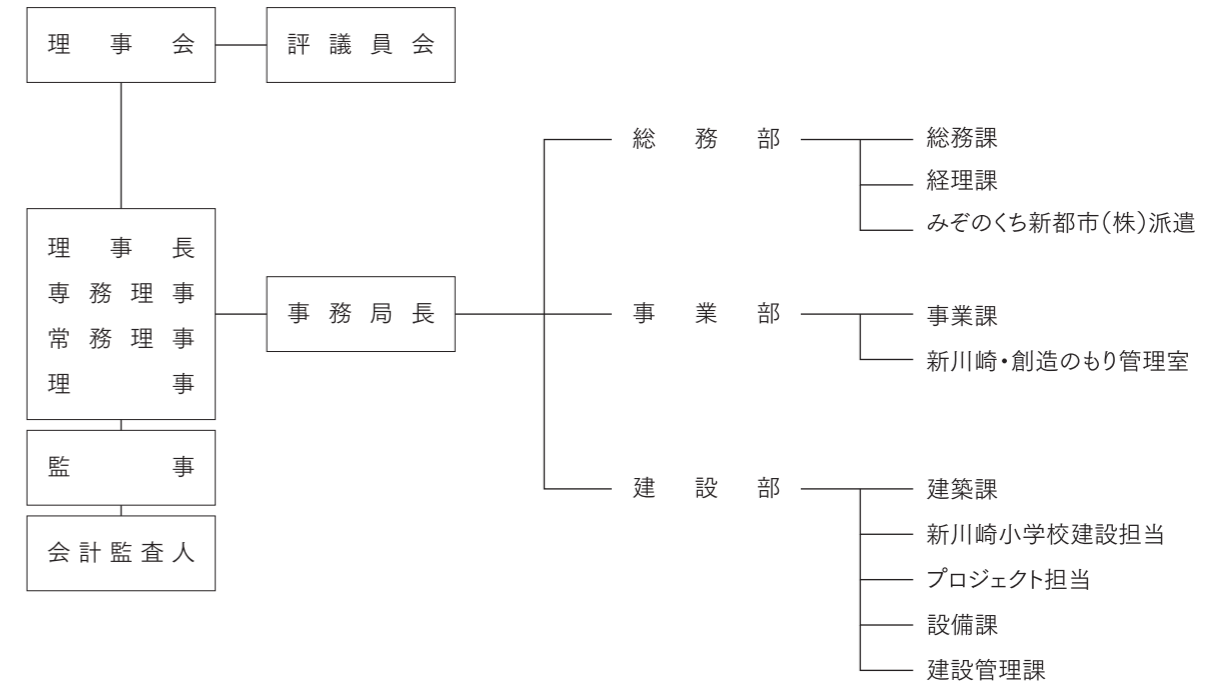 理事会
評議員会
理事長
専務理事
常務理事
理事
監事
会計監査人
事務局長
総務部
総務課
経理課
みぞのくち新都市(株)派遣
事業部
事業課
新川崎・創造のもり管理室
建設部
建築課
新川崎小学校建設担当
プロジェクト担当
設備課
建設管理課